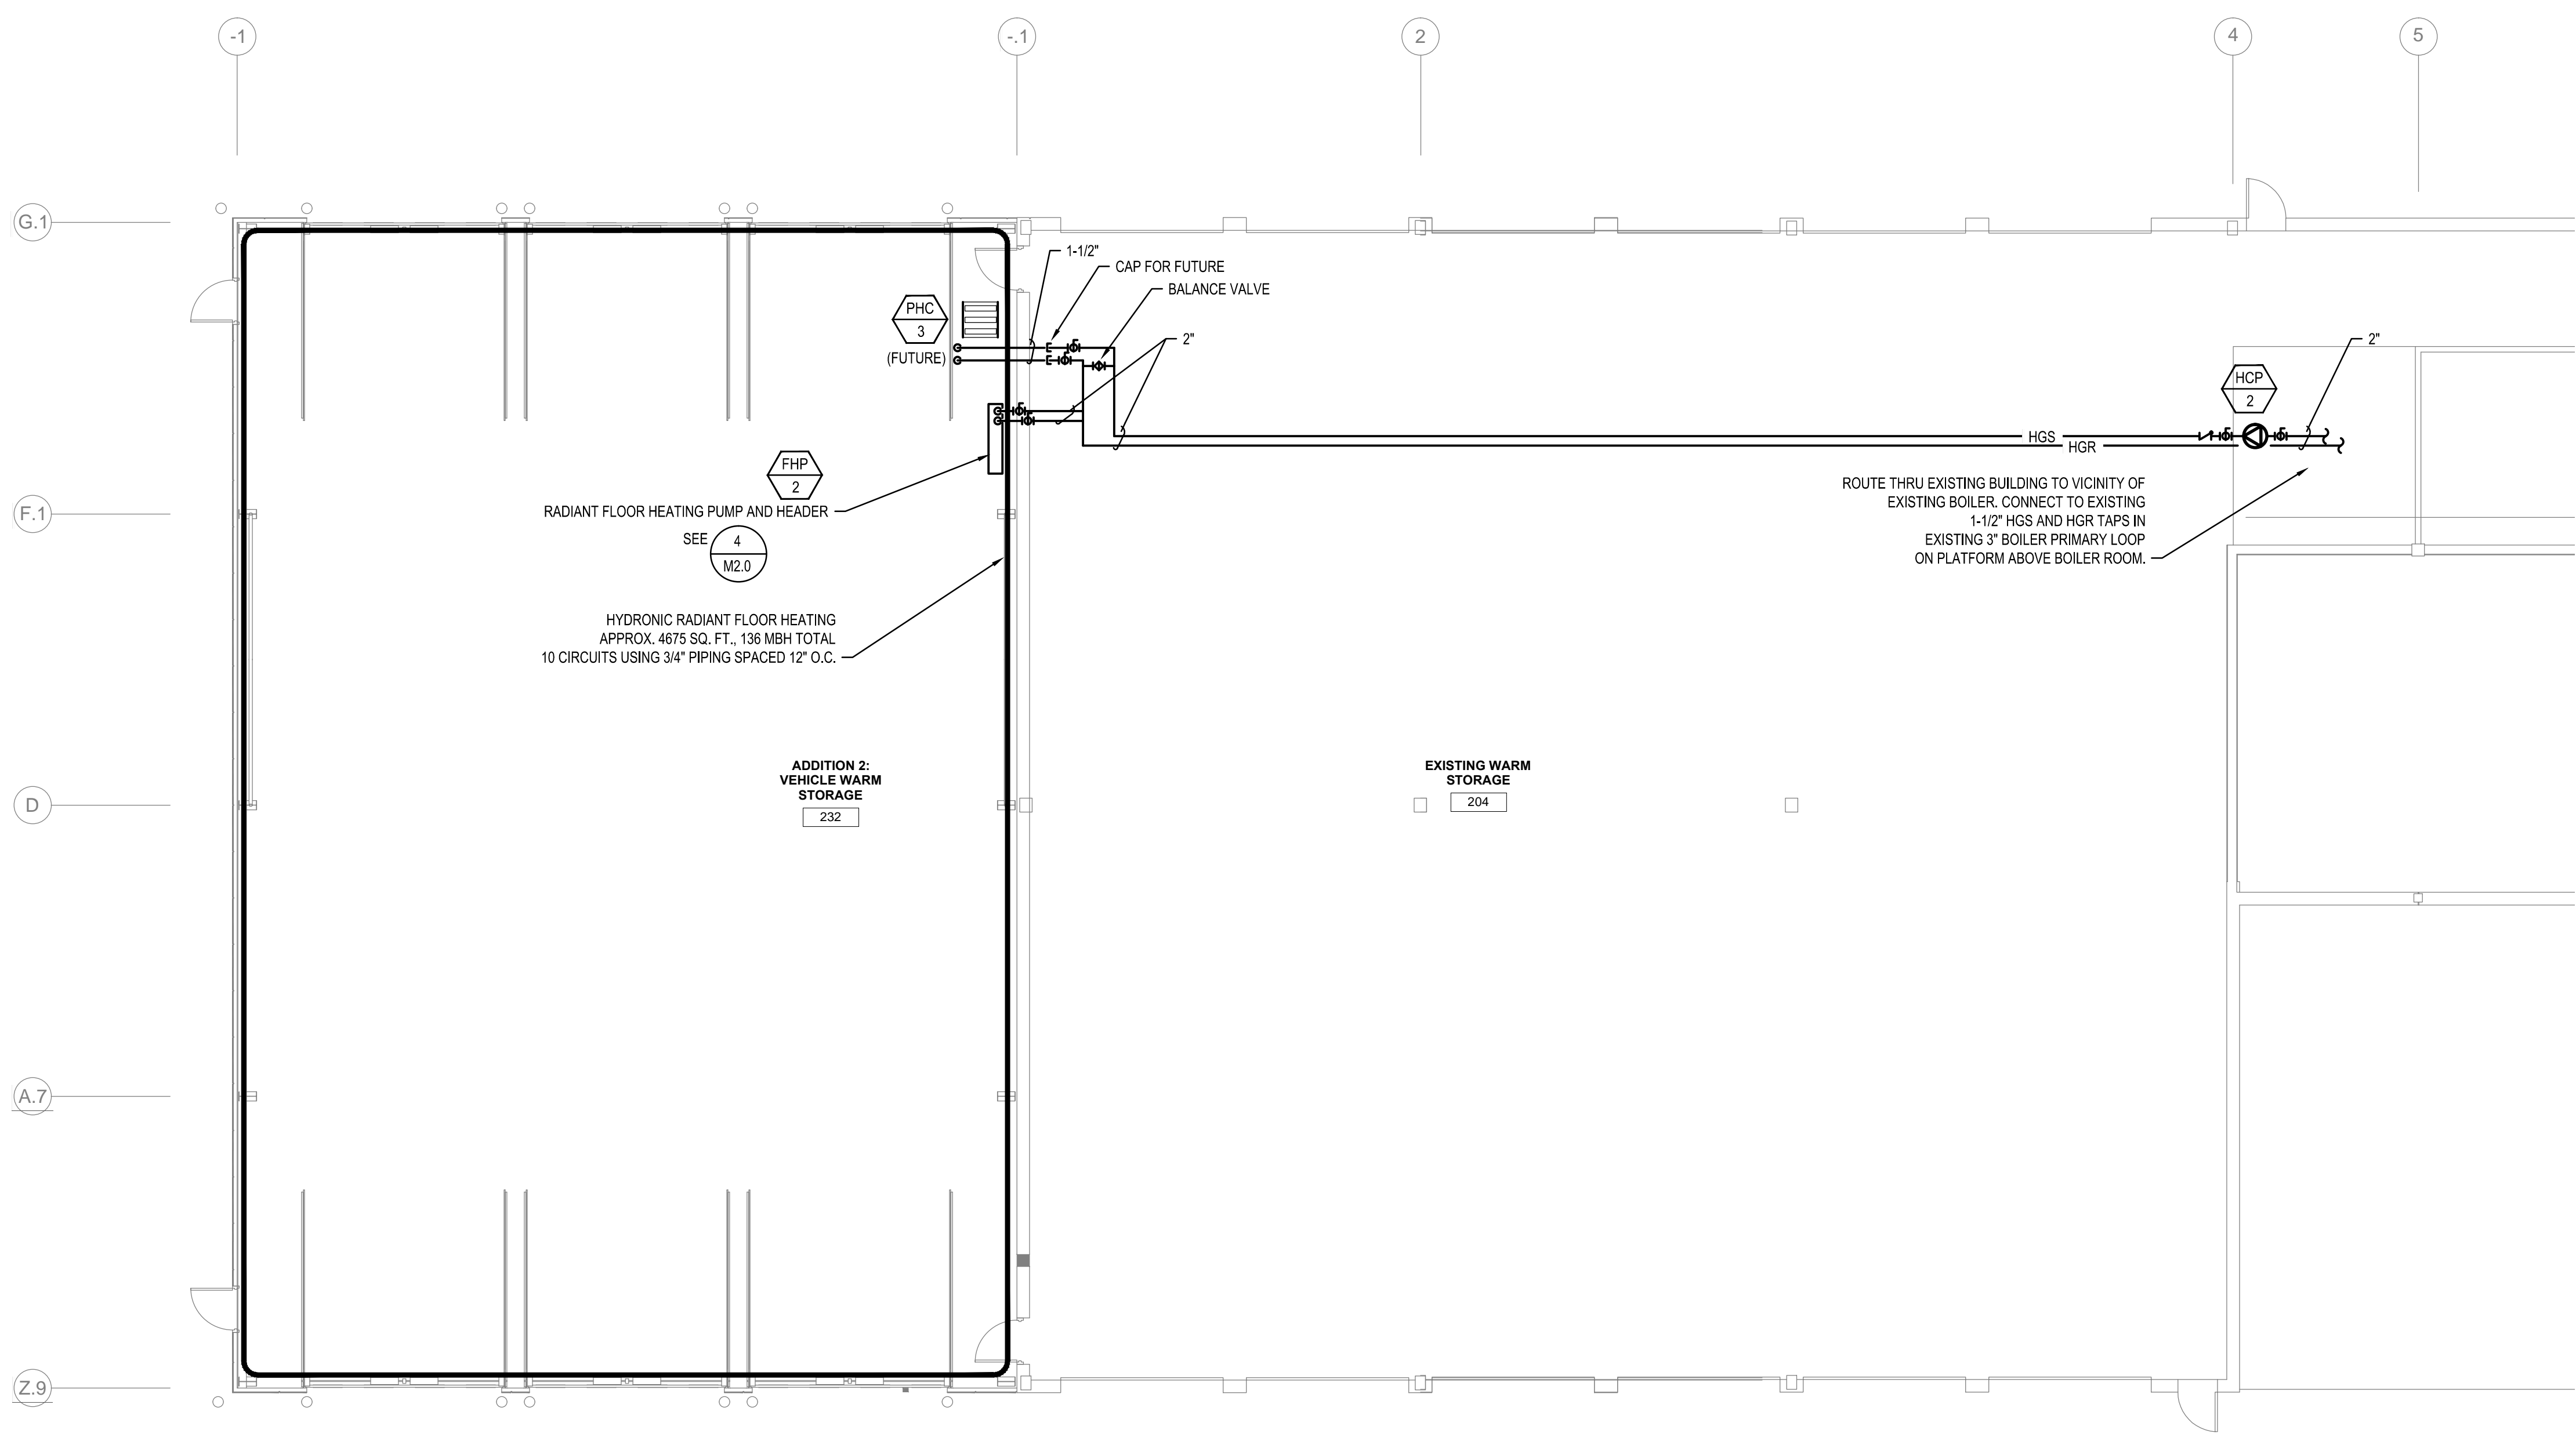 -1
-.1
2
4
5
G.1
F.1
D
A.7
Z.9
1-1/2"
CAP FOR FUTURE
BALANCE VALVE
2"
PHC
3
(FUTURE)
FHP
2
RADIANT FLOOR HEATING PUMP AND HEADER
SEE
4
M2.0
HYDRONIC RADIANT FLOOR HEATING
APPROX. 4675 SQ. FT., 136 MBH TOTAL
10 CIRCUITS USING 3/4" PIPING SPACED 12" O.C.
ADDITION 2:
VEHICLE WARM
STORAGE
232
EXISTING WARM
STORAGE
204
HGS
HGR
HCP
2
2"
ROUTE THRU EXISTING BUILDING TO VICINITY OF
EXISTING BOILER. CONNECT TO EXISTING
1-1/2" HGS AND HGR TAPS IN
EXISTING 3" BOILER PRIMARY LOOP
ON PLATFORM ABOVE BOILER ROOM.